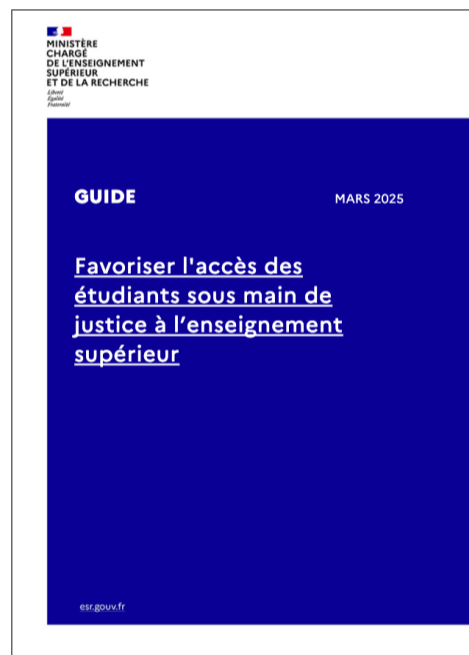 MINISTÈRE
CHARGÉ
DE L'ENSEIGNEMENT
SUPÉRIEUR
ET DE LA RECHERCHE
Liberté
Égalité
Fraternité
GUIDE
MARS 2025
Favoriser l'accès des
étudiants sous main de
justice à l’enseignement
supérieur
esr.gouv.fr